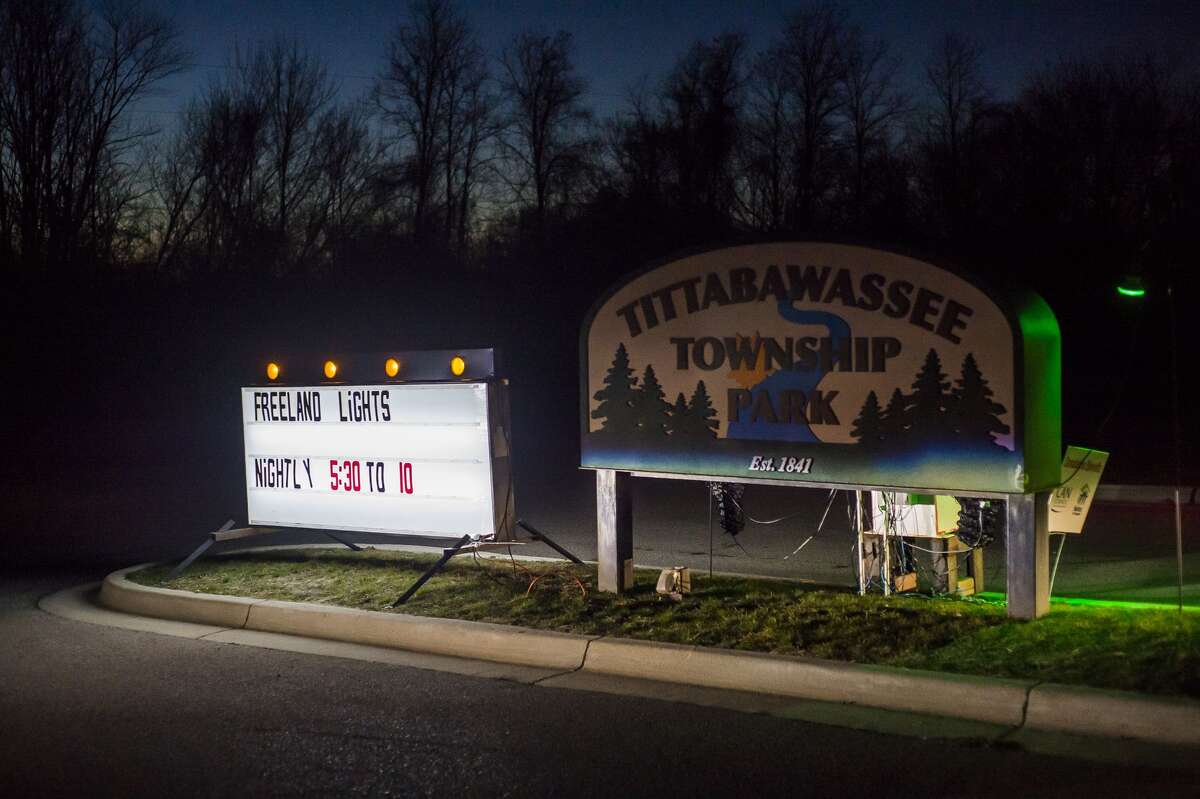 FREELAND LiGHTS
NiGHTLY 5:30 TO 10
TITTABAWASSEE
TOWNSHIP
PARK
Est. 1841